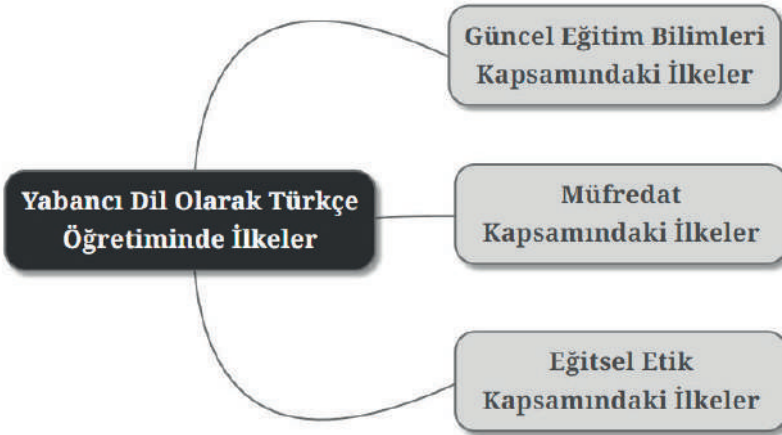 Güncel Eğitim Bilimleri
Kapsamındaki İlkeler
Yabancı Dil Olarak Türkçe
Öğretiminde İlkeler
Müfredat
Kapsamındaki İlkeler
Eğitsel Etik
Kapsamındaki İlkeler